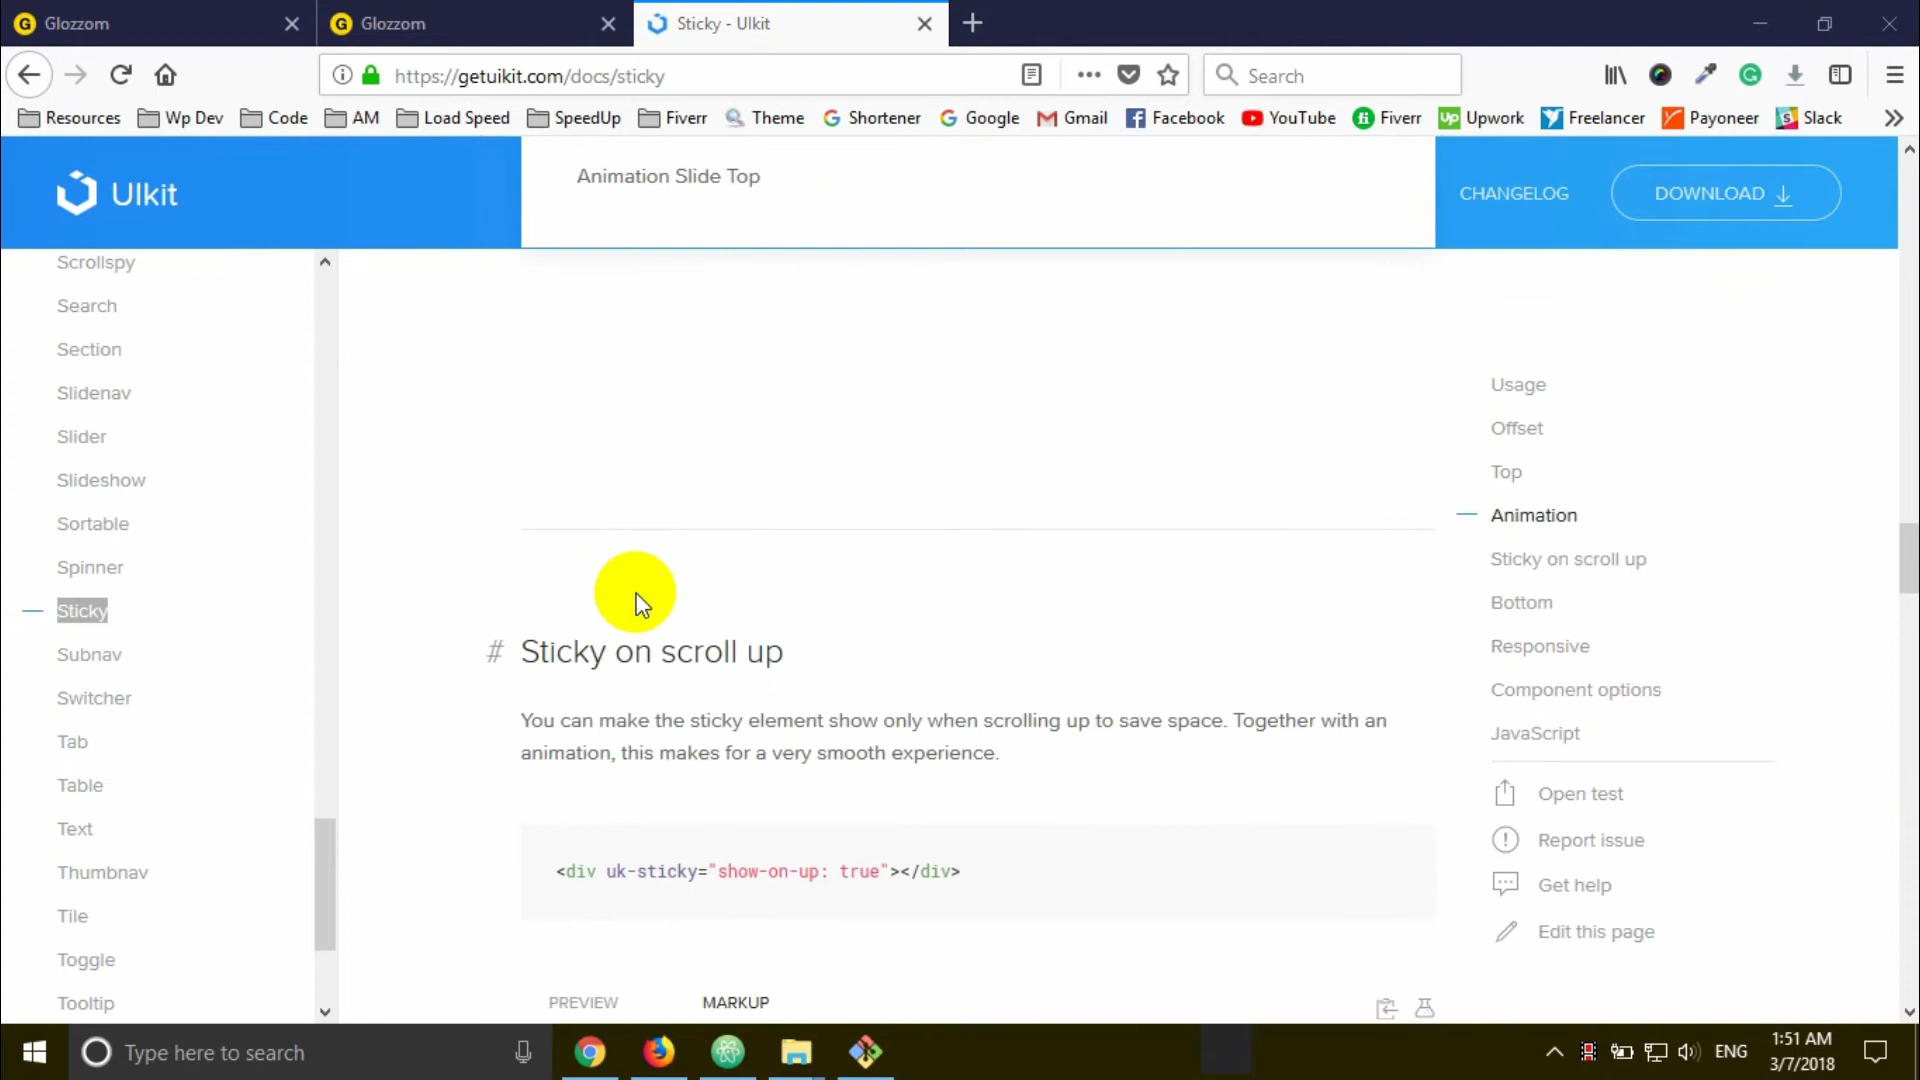 Glozzom
Glozzom
Sticky - UIkit
https://getuikit.com/docs/sticky
Search
Resources
Wp Dev
Code
AM
Load Speed
SpeedUp
Fiverr
Theme
Shortener
Google
Gmail
Facebook
YouTube
Fiverr
Upwork
Freelancer
Payoneer
Slack
UIkit
Animation Slide Top
CHANGELOG
DOWNLOAD
Scrollspy
Search
Section
Slidenav
Slider
Slideshow
Sortable
Spinner
Sticky
Subnav
Switcher
Tab
Table
Text
Thumbnav
Tile
Toggle
Tooltip
# Sticky on scroll up
You can make the sticky element show only when scrolling up to save space. Together with an
animation, this makes for a very smooth experience.
<div uk-sticky="show-on-up: true"></div>
PREVIEW
MARKUP
Usage
Offset
Top
Animation
Sticky on scroll up
Bottom
Responsive
Component options
JavaScript
Open test
Report issue
Get help
Edit this page
Type here to search
ENG
1:51 AM
3/7/2018